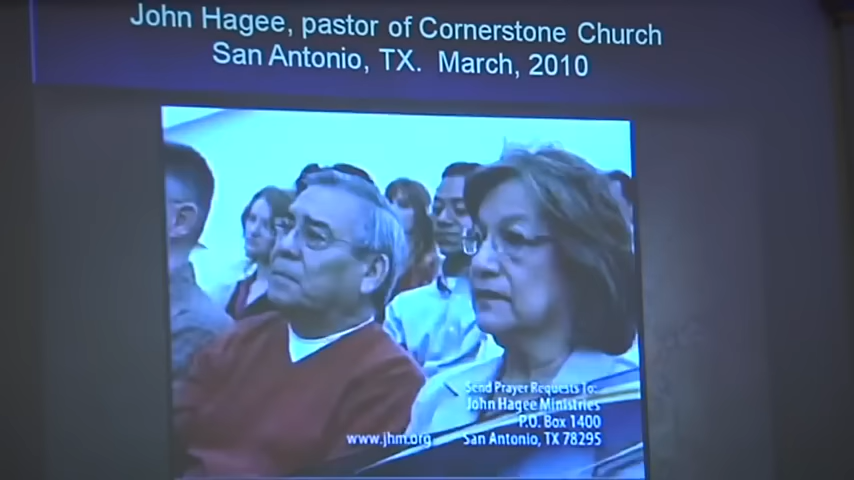 John Hagee, pastor of Cornerstone Church
San Antonio, TX. March, 2010
Send Prayer Requests To:
John Hagee Ministries
P.O. Box 1400
www.jhm.org San Antonio, TX 78295